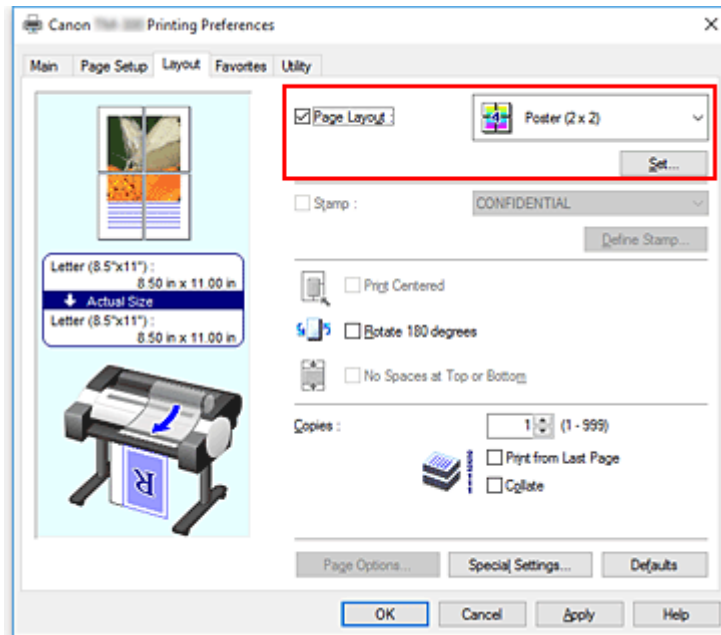 Canon Printing Preferences
Main Page Setup Layout Favorites Utility
Page Layout :
4 Poster (2 x 2)
Set...
Stamp : CONFIDENTIAL
Define Stamp...
Letter (8.5"x11") :
8.50 in x 11.00 in
Actual Size
Letter (8.5"x11") :
8.50 in x 11.00 in
Print Centered
Rotate 180 degrees
No Spaces at Top or Bottom
Copies : 1 (1 - 999)
Print from Last Page
Collate
R
Page Options... Special Settings... Defaults
OK Cancel Apply Help